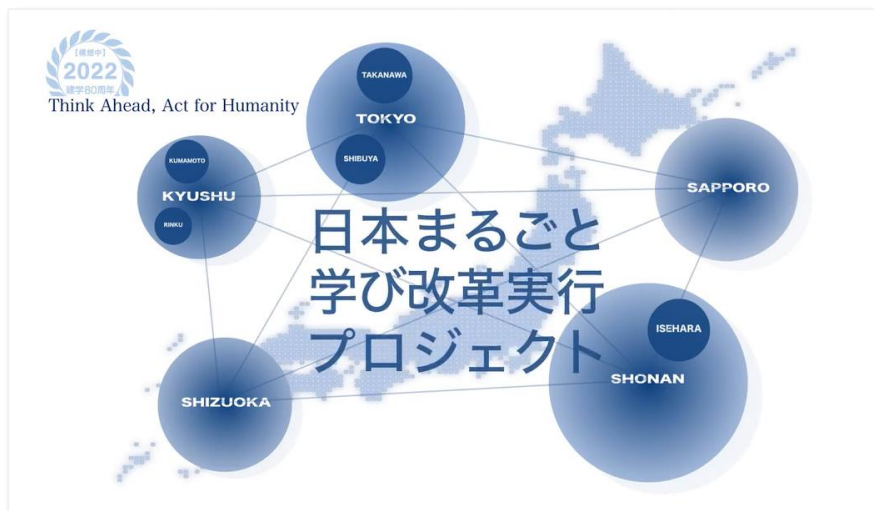 【構想中】
2022
建学80周年
Think Ahead, Act for Humanity
TAKANAWA
TOKYO
SHIBUYA
KUMAMOTO
KYUSHU
RINKU
SAPPORO
日本まるごと
学び改革実行
プロジェクト
ISEHARA
SHONAN
SHIZUOKA